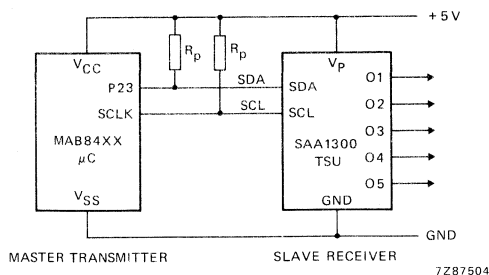 +5V
Rp
Rp
VCC
VP
P23
SDA
SDA
SCLK
SCL
SCL
O1
O2
O3
O4
O5
MAB84XX
μC
SAA1300
TSU
VSS
GND
GND
MASTER TRANSMITTER
SLAVE RECEIVER
7Z87504